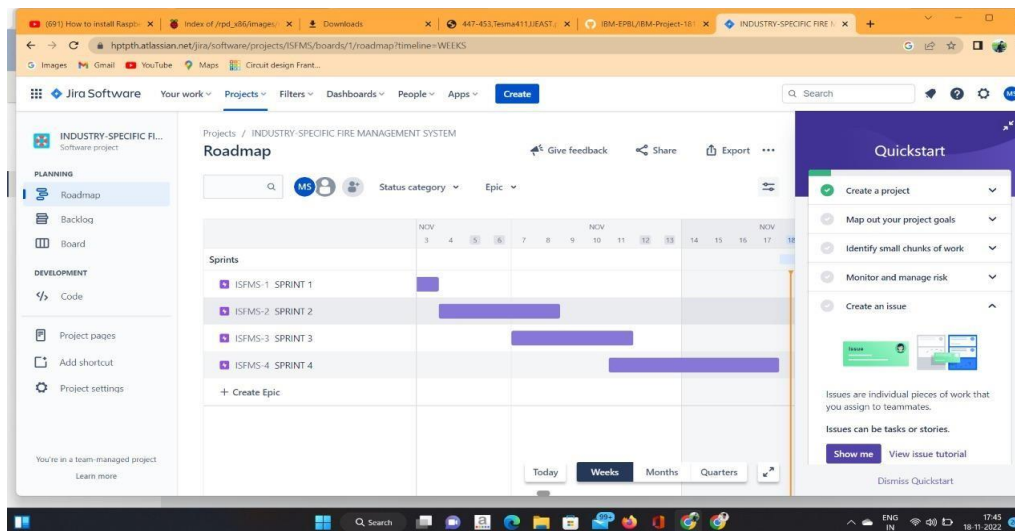 (691) How to install Raspb
Index of /rpd_x86/images/
Downloads
447-453,Tesma411,IJEAST.
IBM-EPBL/IBM-Project-181
INDUSTRY-SPECIFIC FIRE M
hptpth.atlassian.net/jira/software/projects/ISFMS/boards/1/roadmap?timeline=WEEKS
Images Gmail YouTube Maps Circuit design Frant...
Jira Software Your work Projects Filters Dashboards People Apps Create Search MS
INDUSTRY-SPECIFIC FI...
Software project
PLANNING
Roadmap
Backlog
Board
DEVELOPMENT
Code
Project pages
Add shortcut
Project settings
You're in a team-managed project
Learn more
Projects / INDUSTRY-SPECIFIC FIRE MANAGEMENT SYSTEM
Roadmap
Give feedback Share Export
MS Status category Epic
NOV NOV NOV
3 4 5 6 7 8 9 10 11 12 13 14 15 16 17 18
Sprints
ISFMS-1 SPRINT 1
ISFMS-2 SPRINT 2
ISFMS-3 SPRINT 3
ISFMS-4 SPRINT 4
+ Create Epic
Today Weeks Months Quarters
Quickstart
Create a project
Map out your project goals
Identify small chunks of work
Monitor and manage risk
Create an issue
Issue
Issues are individual pieces of work that
you assign to teammates.
Issues can be tasks or stories.
Show me View issue tutorial
Dismiss Quickstart
Search
99+
ENG
IN
17:45
18-11-2022